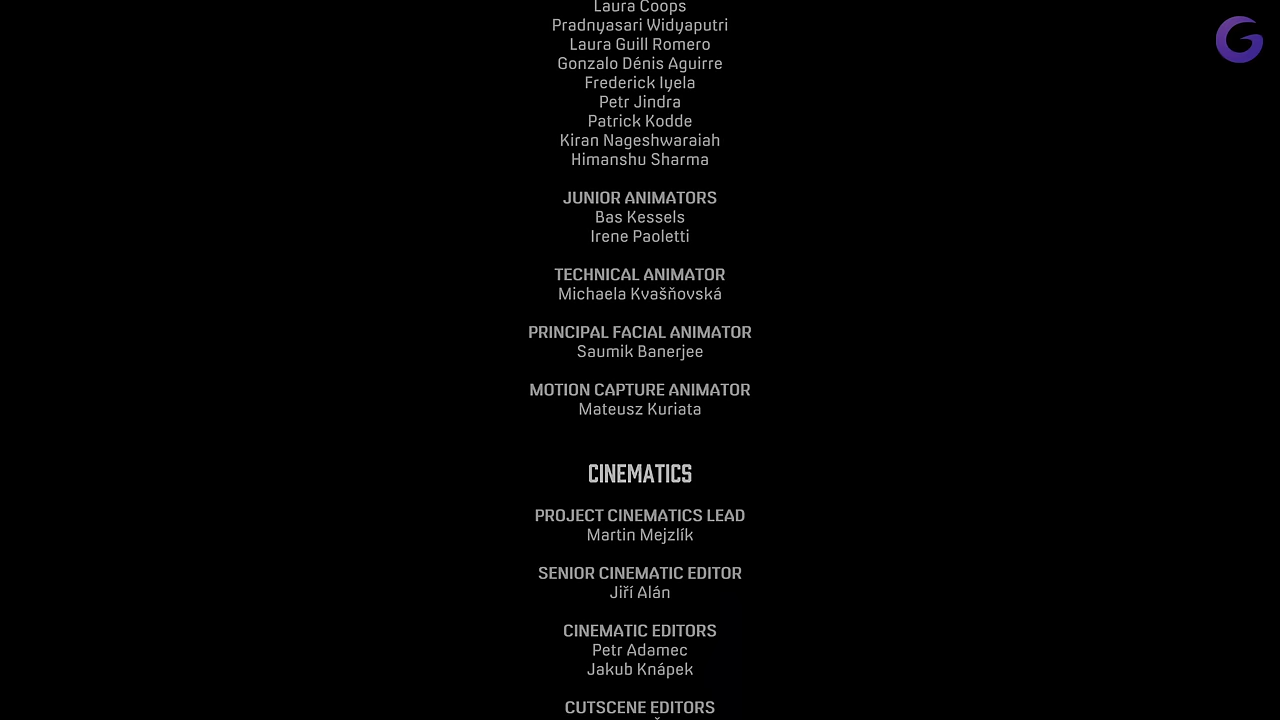 Laura Coops
Pradnyasari Widyaputri
Laura Guill Romero
Gonzalo Dénis Aguirre
Frederick Iyela
Petr Jindra
Patrick Kodde
Kiran Nageshwaraiah
Himanshu Sharma
JUNIOR ANIMATORS
Bas Kessels
Irene Paoletti
TECHNICAL ANIMATOR
Michaela Kvašňovská
PRINCIPAL FACIAL ANIMATOR
Saumik Banerjee
MOTION CAPTURE ANIMATOR
Mateusz Kuriata
CINEMATICS
PROJECT CINEMATICS LEAD
Martin Mejzlík
SENIOR CINEMATIC EDITOR
Jiří Alán
CINEMATIC EDITORS
Petr Adamec
Jakub Knápek
CUTSCENE EDITORS